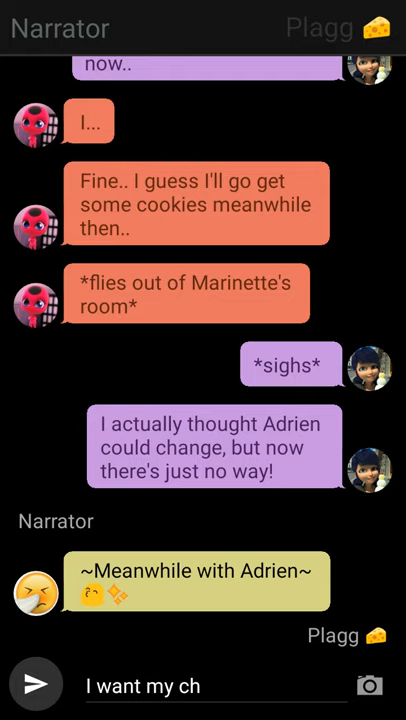 Narrator
Plagg 🧀
now..
I...
Fine.. I guess I'll go get
some cookies meanwhile
then..
*flies out of Marinette's
room*
*sighs*
I actually thought Adrien
could change, but now
there's just no way!
Narrator
~Meanwhile with Adrien~
Plagg 🧀
I want my ch